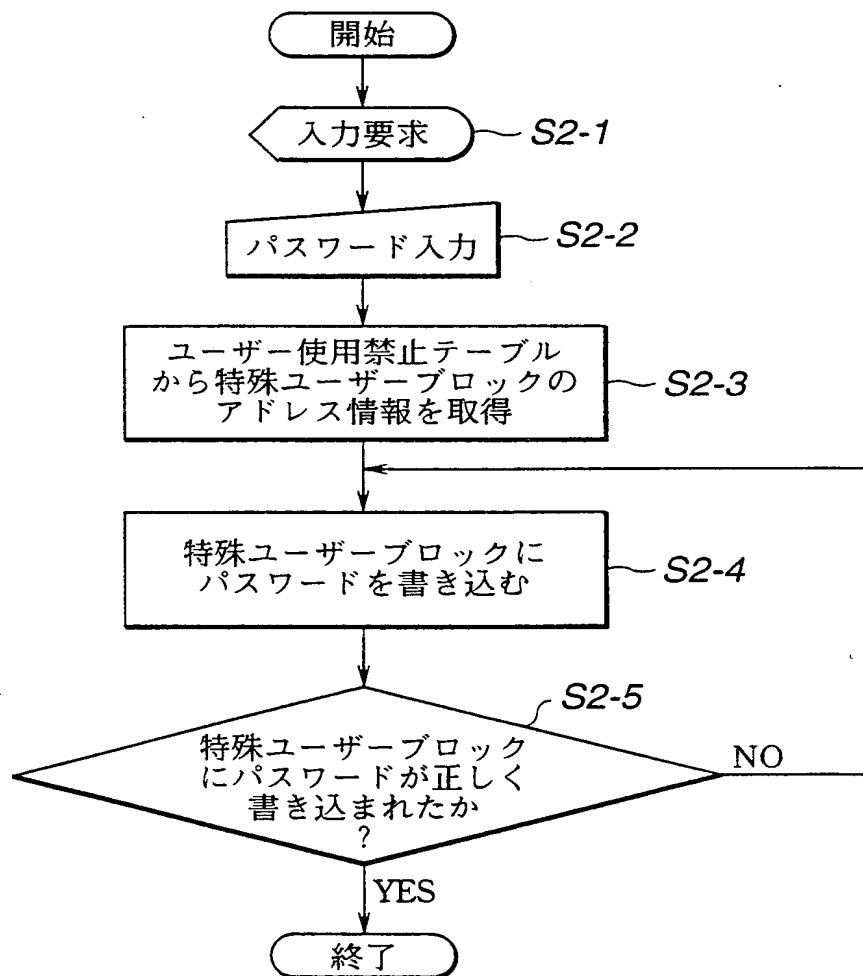 開始
入力要求
S2-1
パスワード入力
S2-2
ユーザー使用禁止テーブル
から特殊ユーザーブロックの
アドレス情報を取得
S2-3
特殊ユーザーブロックに
パスワードを書き込む
S2-4
S2-5
特殊ユーザーブロック
にパスワードが正しく
書き込まれたか
?
NO
YES
終了